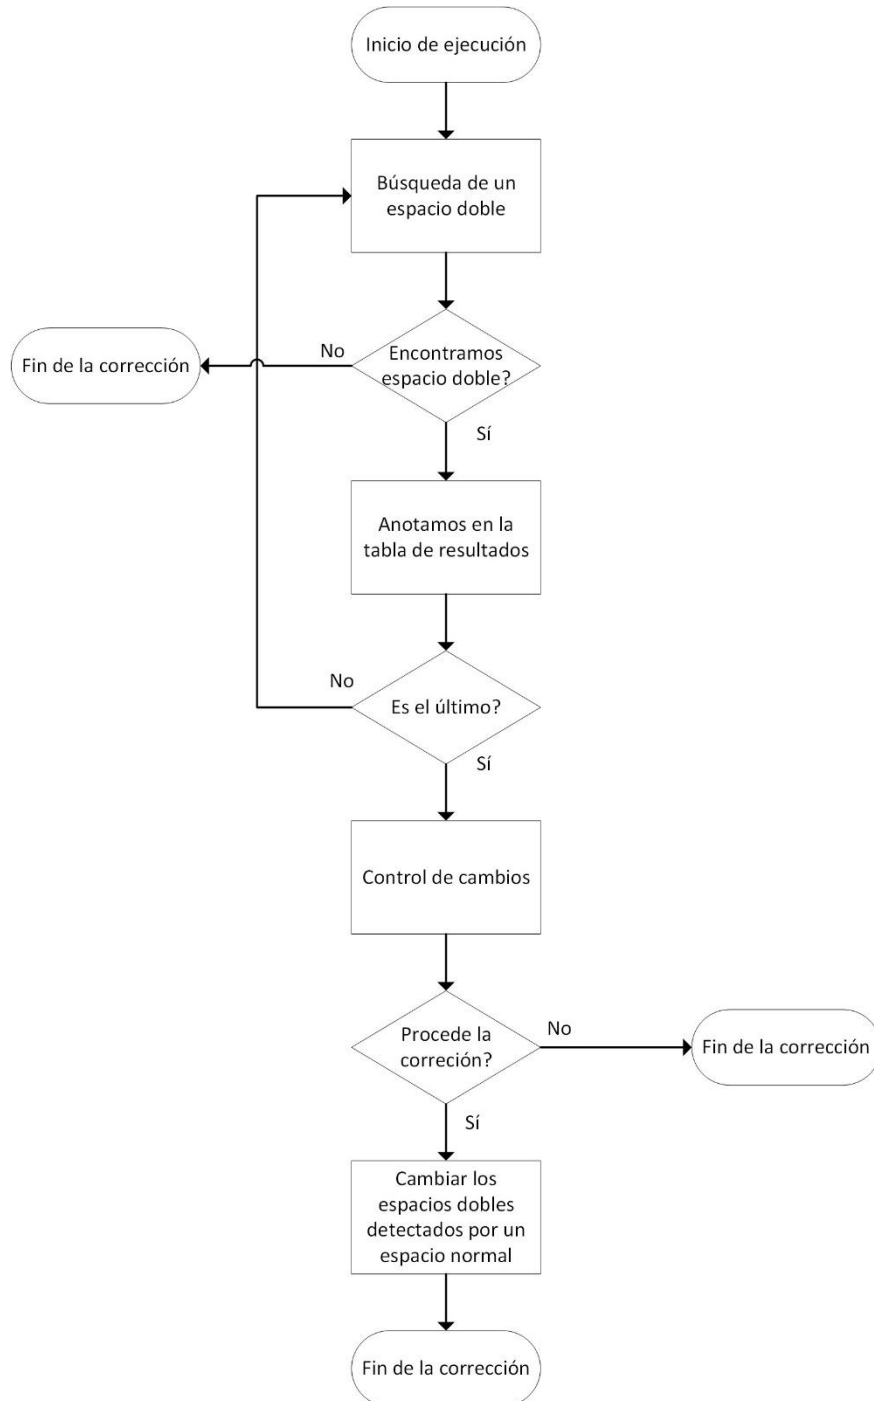 Inicio de ejecución
Búsqueda de un
espacio doble
Encontramos
espacio doble?
No
Fin de la corrección
Sí
Anotamos en la
tabla de resultados
No
Es el último?
Sí
Control de cambios
Procede la
correción?
No
Fin de la corrección
Sí
Cambiar los
espacios dobles
detectados por un
espacio normal
Fin de la corrección